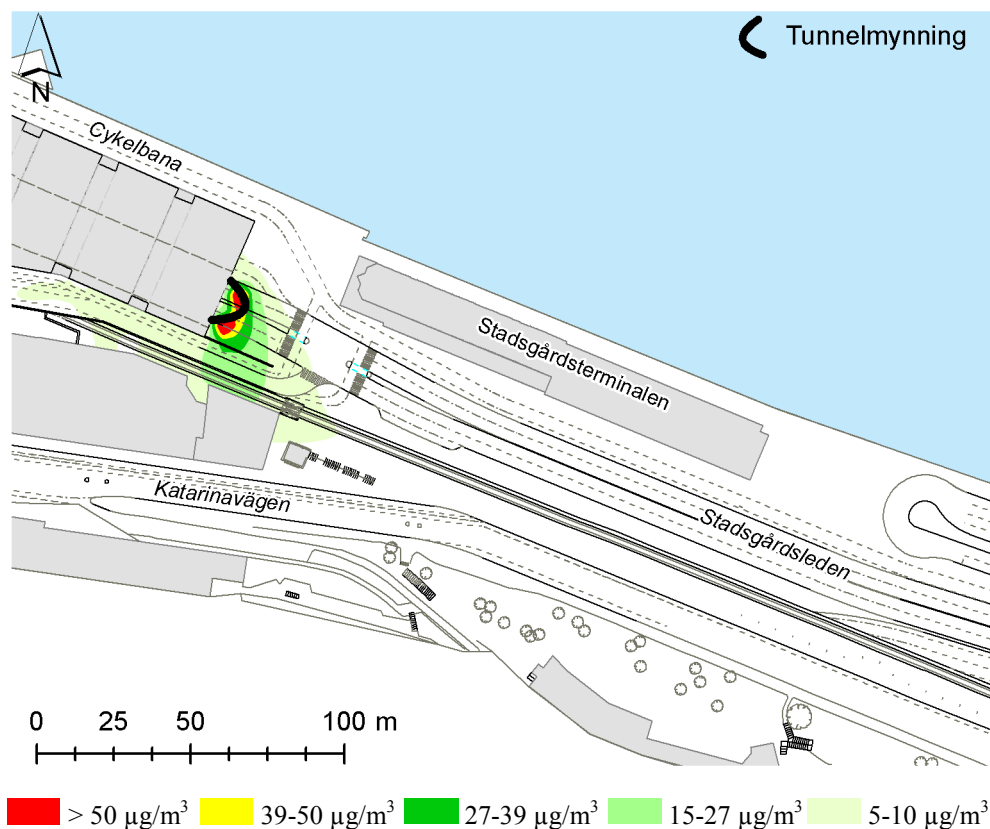 Tunnelmynning
N
Cykelbana
Stadsgårdsterminalen
Katarinavägen
Stadsgårdsleden
0 25 50 100 m
> 50 µg/m³ 39-50 µg/m³ 27-39 µg/m³ 15-27 µg/m³ 5-10 µg/m³